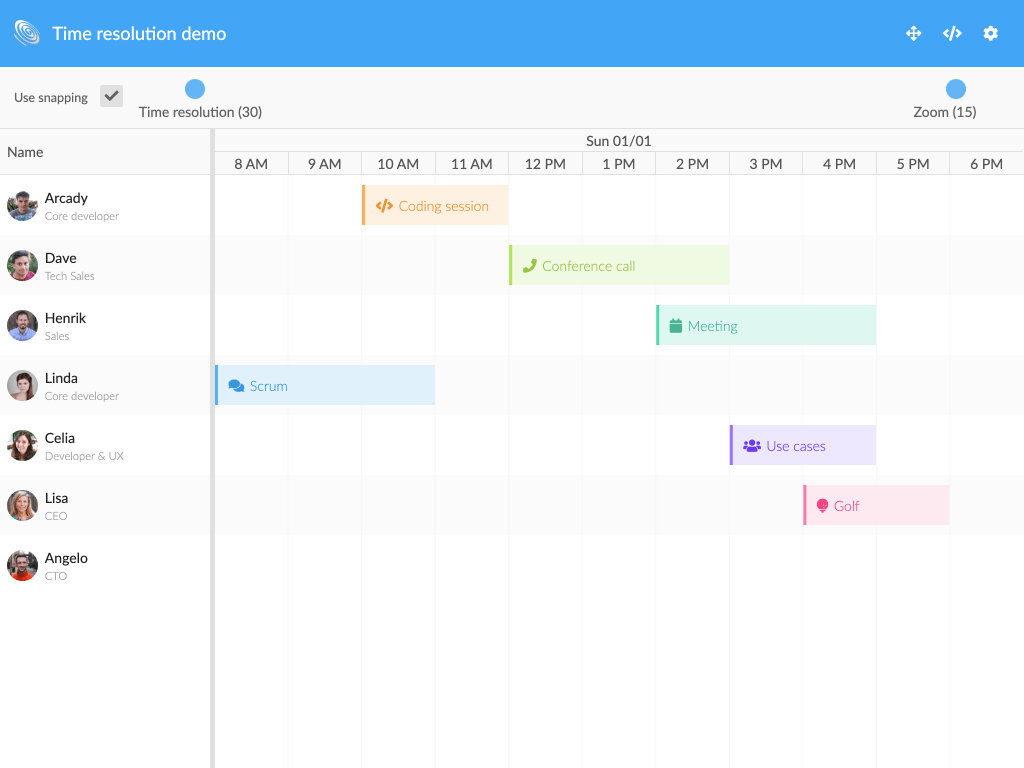 Time resolution demo
Use snapping
Time resolution (30)
Zoom (15)
Name
Sun 01/01
8 AM 9 AM 10 AM 11 AM 12 PM 1 PM 2 PM 3 PM 4 PM 5 PM 6 PM
Arcady
Core developer
Coding session
Dave
Tech Sales
Conference call
Henrik
Sales
Meeting
Linda
Core developer
Scrum
Celia
Developer & UX
Use cases
Lisa
CEO
Golf
Angelo
CTO